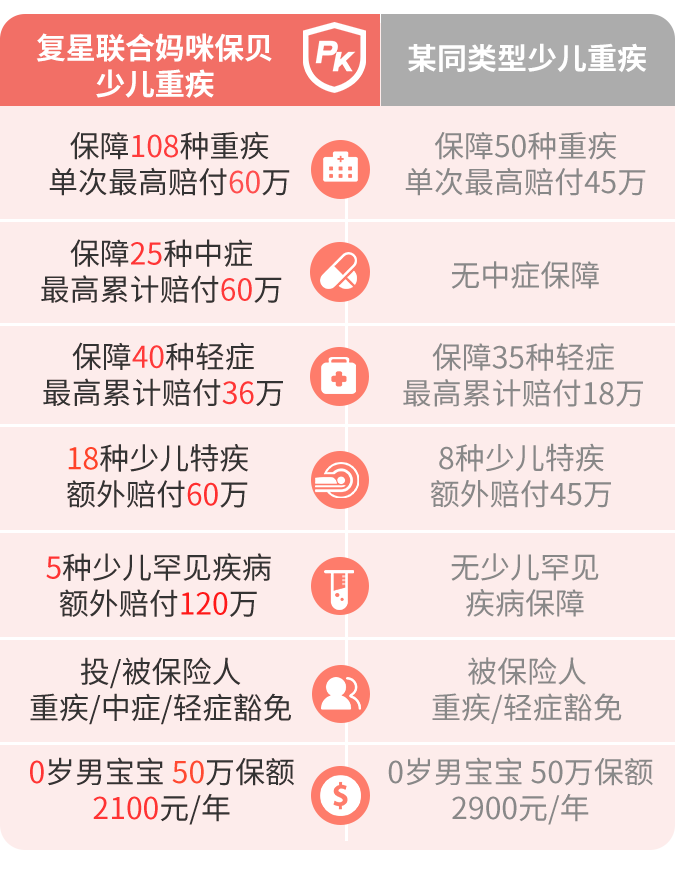 复星联合妈咪保贝
少儿重疾
PK
某同类型少儿重疾
保障108种重疾
单次最高赔付60万
保障50种重疾
单次最高赔付45万
保障25种中症
最高累计赔付60万
无中症保障
保障40种轻症
最高累计赔付36万
保障35种轻症
最高累计赔付18万
18种少儿特疾
额外赔付60万
8种少儿特疾
额外赔付45万
5种少儿罕见疾病
额外赔付120万
无少儿罕见
疾病保障
投/被保险人
重疾/中症/轻症豁免
被保险人
重疾/轻症豁免
0岁男宝宝 50万保额
2100元/年
$
0岁男宝宝 50万保额
2900元/年